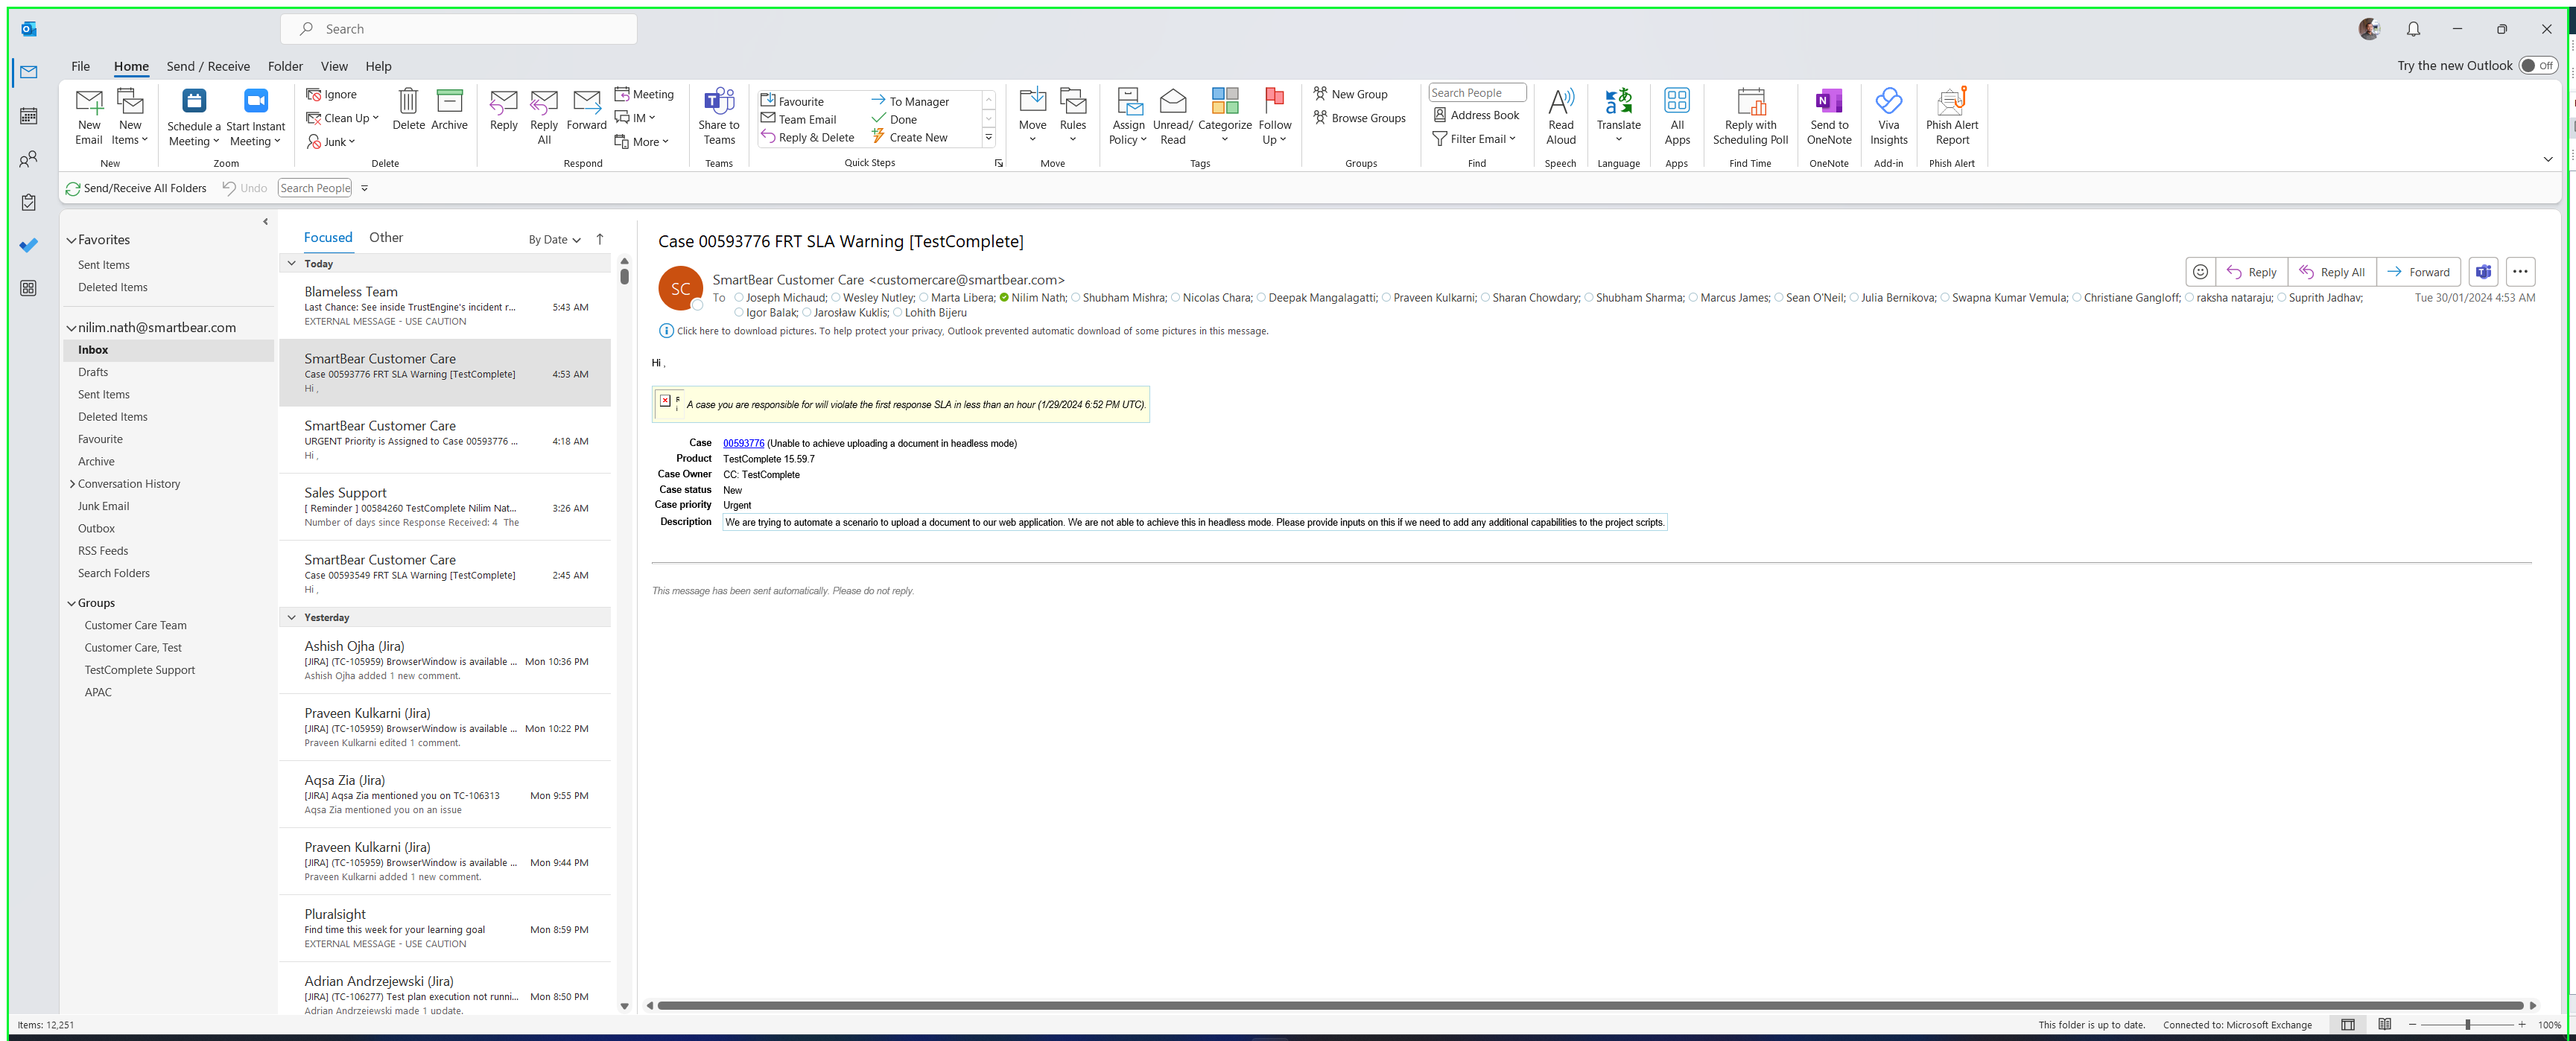 Search
File Home Send / Receive Folder View Help
Try the new Outlook Off
New Email
New Items
New
Schedule a Meeting
Start Instant Meeting
Zoom
Ignore
Clean Up
Junk
Delete
Archive
Delete
Reply
Reply All
Forward
Meeting
IM
More
Respond
Share to Teams
Teams
Favourite
Team Email
Reply & Delete
To Manager
Done
Create New
Quick Steps
Move
Rules
Move
Assign Policy
Unread/ Read
Categorize
Follow Up
Tags
New Group
Browse Groups
Groups
Search People
Address Book
Filter Email
Find
Read Aloud
Speech
Translate
Language
All Apps
Apps
Reply with Scheduling Poll
Find Time
Send to OneNote
OneNote
Viva Insights
Add-in
Phish Alert Report
Phish Alert
Send/Receive All Folders Undo Search People
Favorites
Sent Items
Deleted Items
nilim.nath@smartbear.com
Inbox
Drafts
Sent Items
Deleted Items
Favourite
Archive
Conversation History
Junk Email
Outbox
RSS Feeds
Search Folders
Groups
Customer Care Team
Customer Care, Test
TestComplete Support
APAC
Focused Other By Date
Today
Blameless Team
Last Chance: See inside TrustEngine's incident r... 5:43 AM
EXTERNAL MESSAGE - USE CAUTION
SmartBear Customer Care
Case 00593776 FRT SLA Warning [TestComplete] 4:53 AM
Hi ,
SmartBear Customer Care
URGENT Priority is Assigned to Case 00593776 ... 4:18 AM
Hi ,
Sales Support
[ Reminder ] 00584260 TestComplete Nilim Nat... 3:26 AM
Number of days since Response Received: 4 The
SmartBear Customer Care
Case 00593549 FRT SLA Warning [TestComplete] 2:45 AM
Hi ,
Yesterday
Ashish Ojha (Jira)
[JIRA] (TC-105959) BrowserWindow is available ... Mon 10:36 PM
Ashish Ojha added 1 new comment.
Praveen Kulkarni (Jira)
[JIRA] (TC-105959) BrowserWindow is available ... Mon 10:22 PM
Praveen Kulkarni edited 1 comment.
Aqsa Zia (Jira)
[JIRA] Aqsa Zia mentioned you on TC-106313 Mon 9:55 PM
Aqsa Zia mentioned you on an issue
Praveen Kulkarni (Jira)
[JIRA] (TC-105959) BrowserWindow is available ... Mon 9:44 PM
Praveen Kulkarni added 1 new comment.
Pluralsight
Find time this week for your learning goal Mon 8:59 PM
EXTERNAL MESSAGE - USE CAUTION
Adrian Andrzejewski (Jira)
[JIRA] (TC-106277) Test plan execution not runni... Mon 8:50 PM
Adrian Andrzejewski made 1 update.
Case 00593776 FRT SLA Warning [TestComplete]
SC
SmartBear Customer Care <customercare@smartbear.com>
Reply Reply All Forward
To Joseph Michaud; Wesley Nutley; Marta Libera; Nilim Nath; Shubham Mishra; Nicolas Chara; Deepak Mangalagatti; Praveen Kulkarni; Sharan Chowdary; Shubham Sharma; Marcus James; Sean O'Neil; Julia Bernikova; Swapna Kumar Vemula; Christiane Gangloff; raksha nataraju; Suprith Jadhav; Tue 30/01/2024 4:53 AM
Igor Balak; Jarosław Kuklis; Lohith Bijeru
Click here to download pictures. To help protect your privacy, Outlook prevented automatic download of some pictures in this message.
Hi ,
A case you are responsible for will violate the first response SLA in less than an hour (1/29/2024 6:52 PM UTC).
Case 00593776 (Unable to achieve uploading a document in headless mode)
Product TestComplete 15.59.7
Case Owner CC: TestComplete
Case status New
Case priority Urgent
Description We are trying to automate a scenario to upload a document to our web application. We are not able to achieve this in headless mode. Please provide inputs on this if we need to add any additional capabilities to the project scripts.
This message has been sent automatically. Please do not reply.
Items: 12,251 This folder is up to date. Connected to: Microsoft Exchange 100%